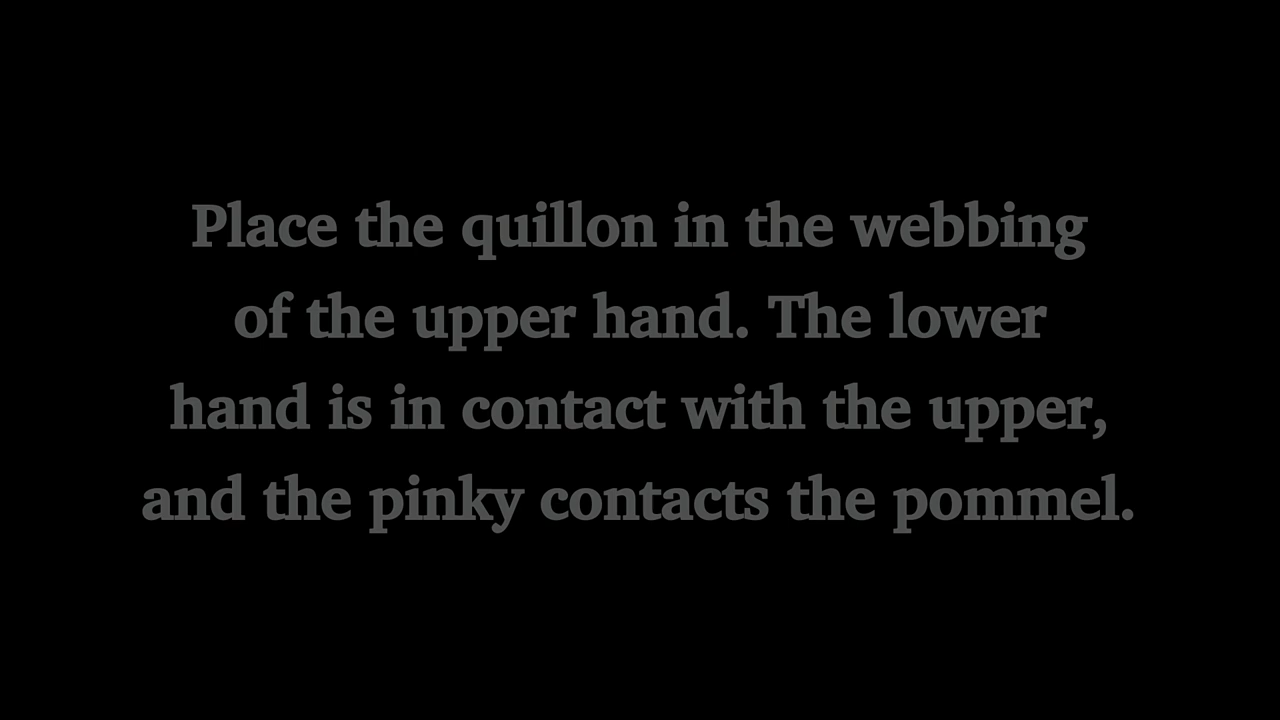 Place the quillon in the webbing
of the upper hand. The lower
hand is in contact with the upper,
and the pinky contacts the pommel.